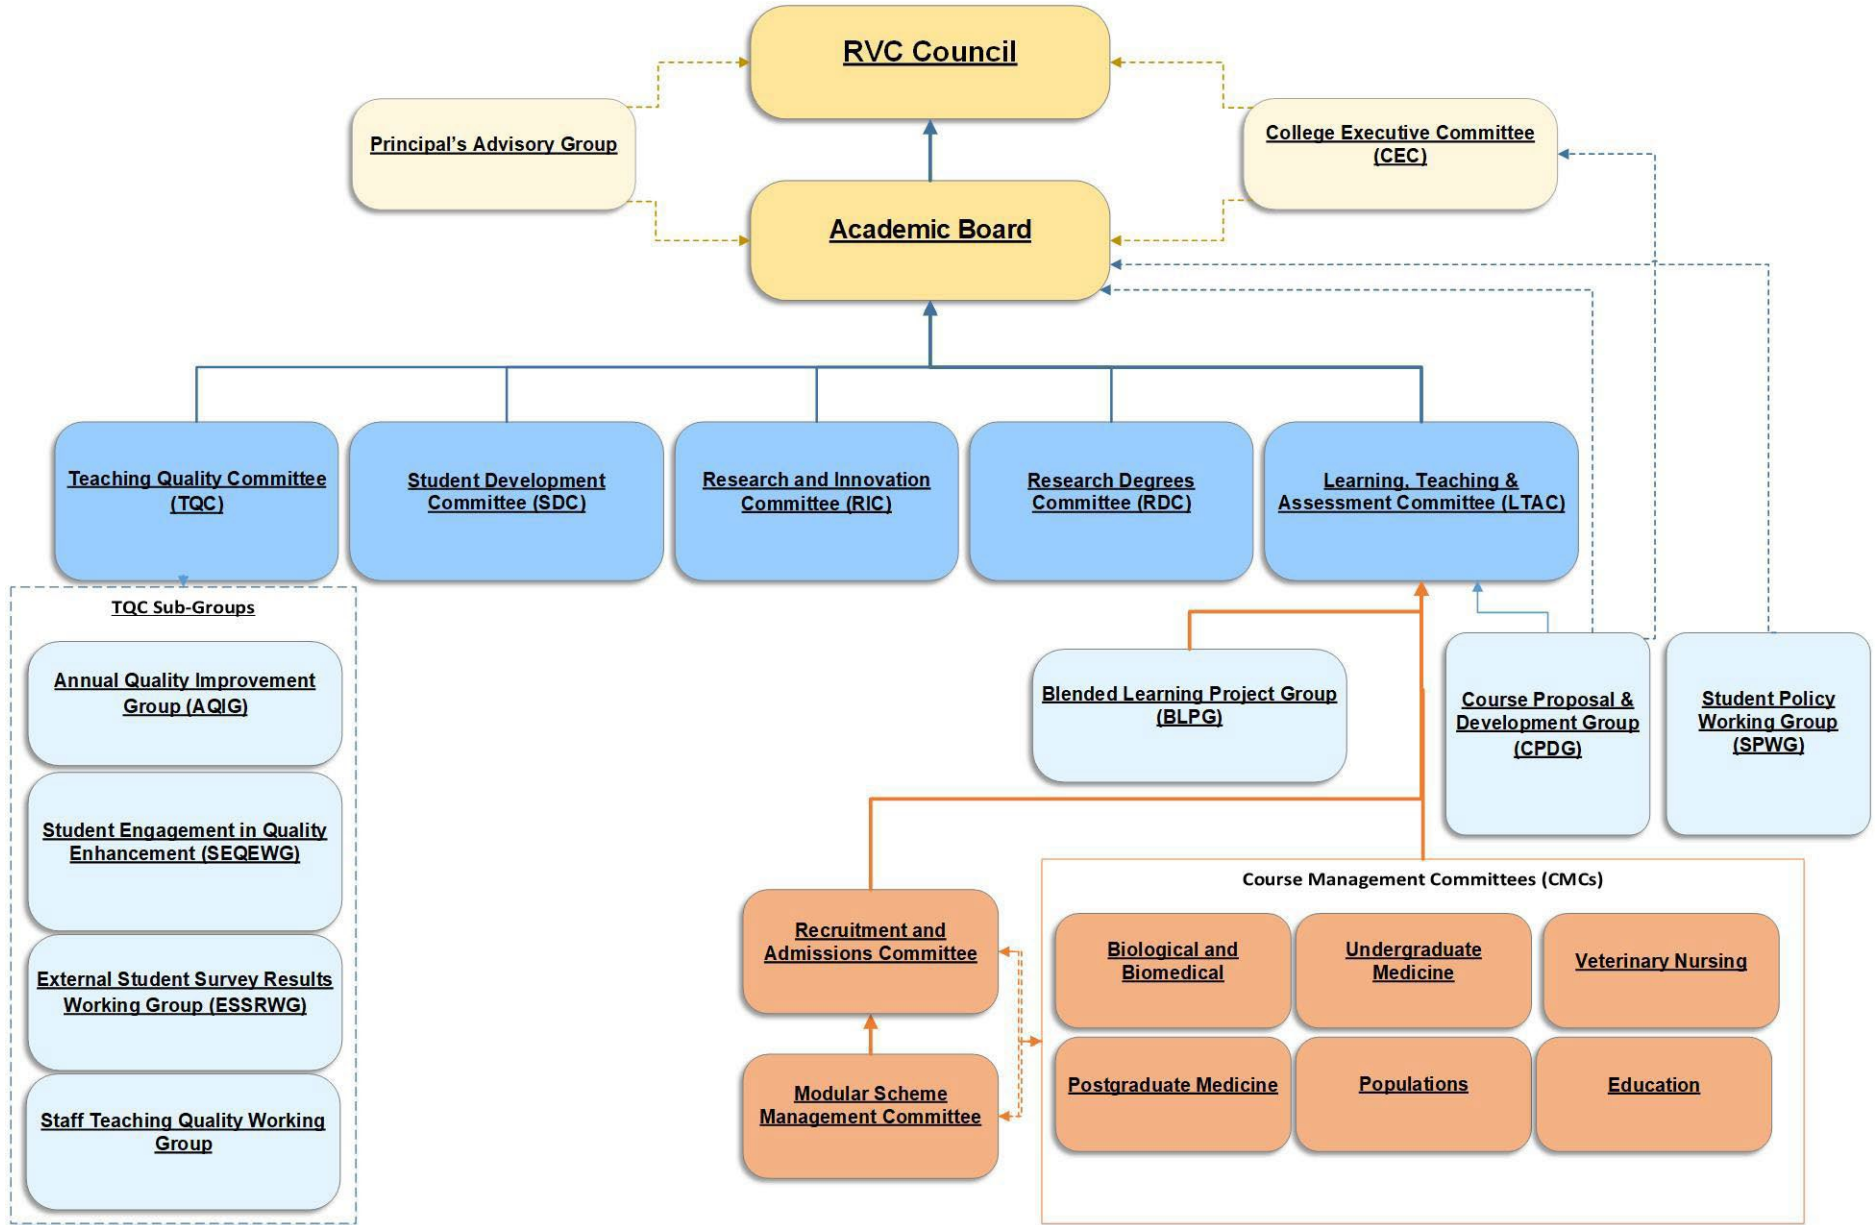 RVC Council
Principal’s Advisory Group
College Executive Committee
(CEC)
Academic Board
Teaching Quality Committee
(TQC)
Student Development
Committee (SDC)
Research and Innovation
Committee (RIC)
Research Degrees
Committee (RDC)
Learning, Teaching &
Assessment Committee (LTAC)
TQC Sub-Groups
Annual Quality Improvement
Group (AQIG)
Student Engagement in Quality
Enhancement (SEQEWG)
External Student Survey Results
Working Group (ESSRWG)
Staff Teaching Quality Working
Group
Blended Learning Project Group
(BLPG)
Course Proposal &
Development Group
(CPDG)
Student Policy
Working Group
(SPWG)
Recruitment and
Admissions Committee
Modular Scheme
Management Committee
Course Management Committees (CMCs)
Biological and
Biomedical
Undergraduate
Medicine
Veterinary Nursing
Postgraduate Medicine
Populations
Education